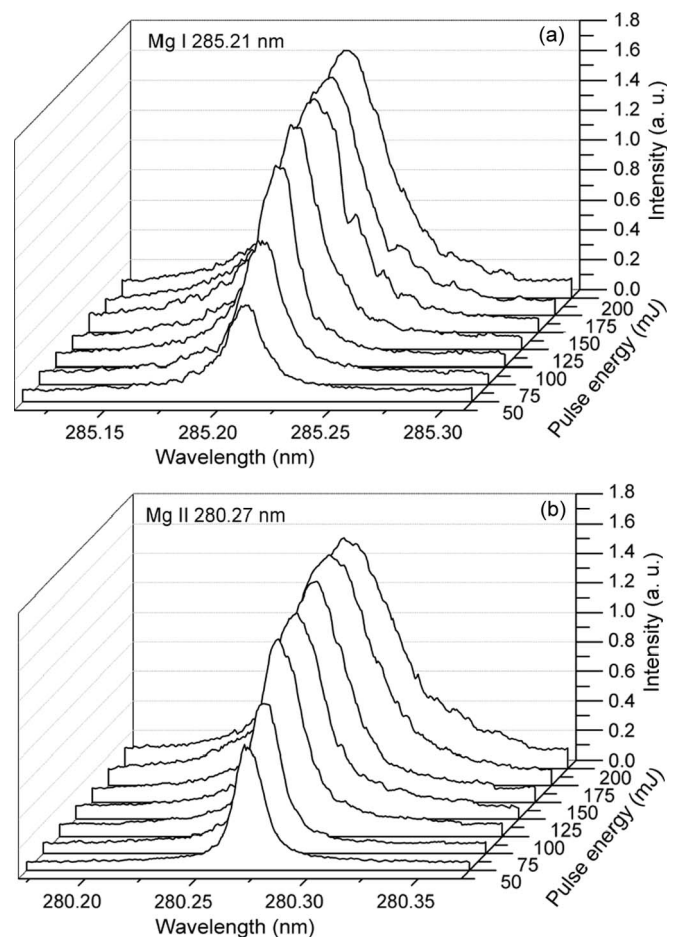 Mg I 285.21 nm
(a)
1.8
1.6
1.4
1.2
1.0
0.8
0.6
0.4
0.2
0.0
Intensity (a. u.)
200
175
150
125
100
75
50
Pulse energy (mJ)
285.15 285.20 285.25 285.30
Wavelength (nm)
Mg II 280.27 nm
(b)
1.8
1.6
1.4
1.2
1.0
0.8
0.6
0.4
0.2
0.0
Intensity (a. u.)
200
175
150
125
100
75
50
Pulse energy (mJ)
280.20 280.25 280.30 280.35
Wavelength (nm)